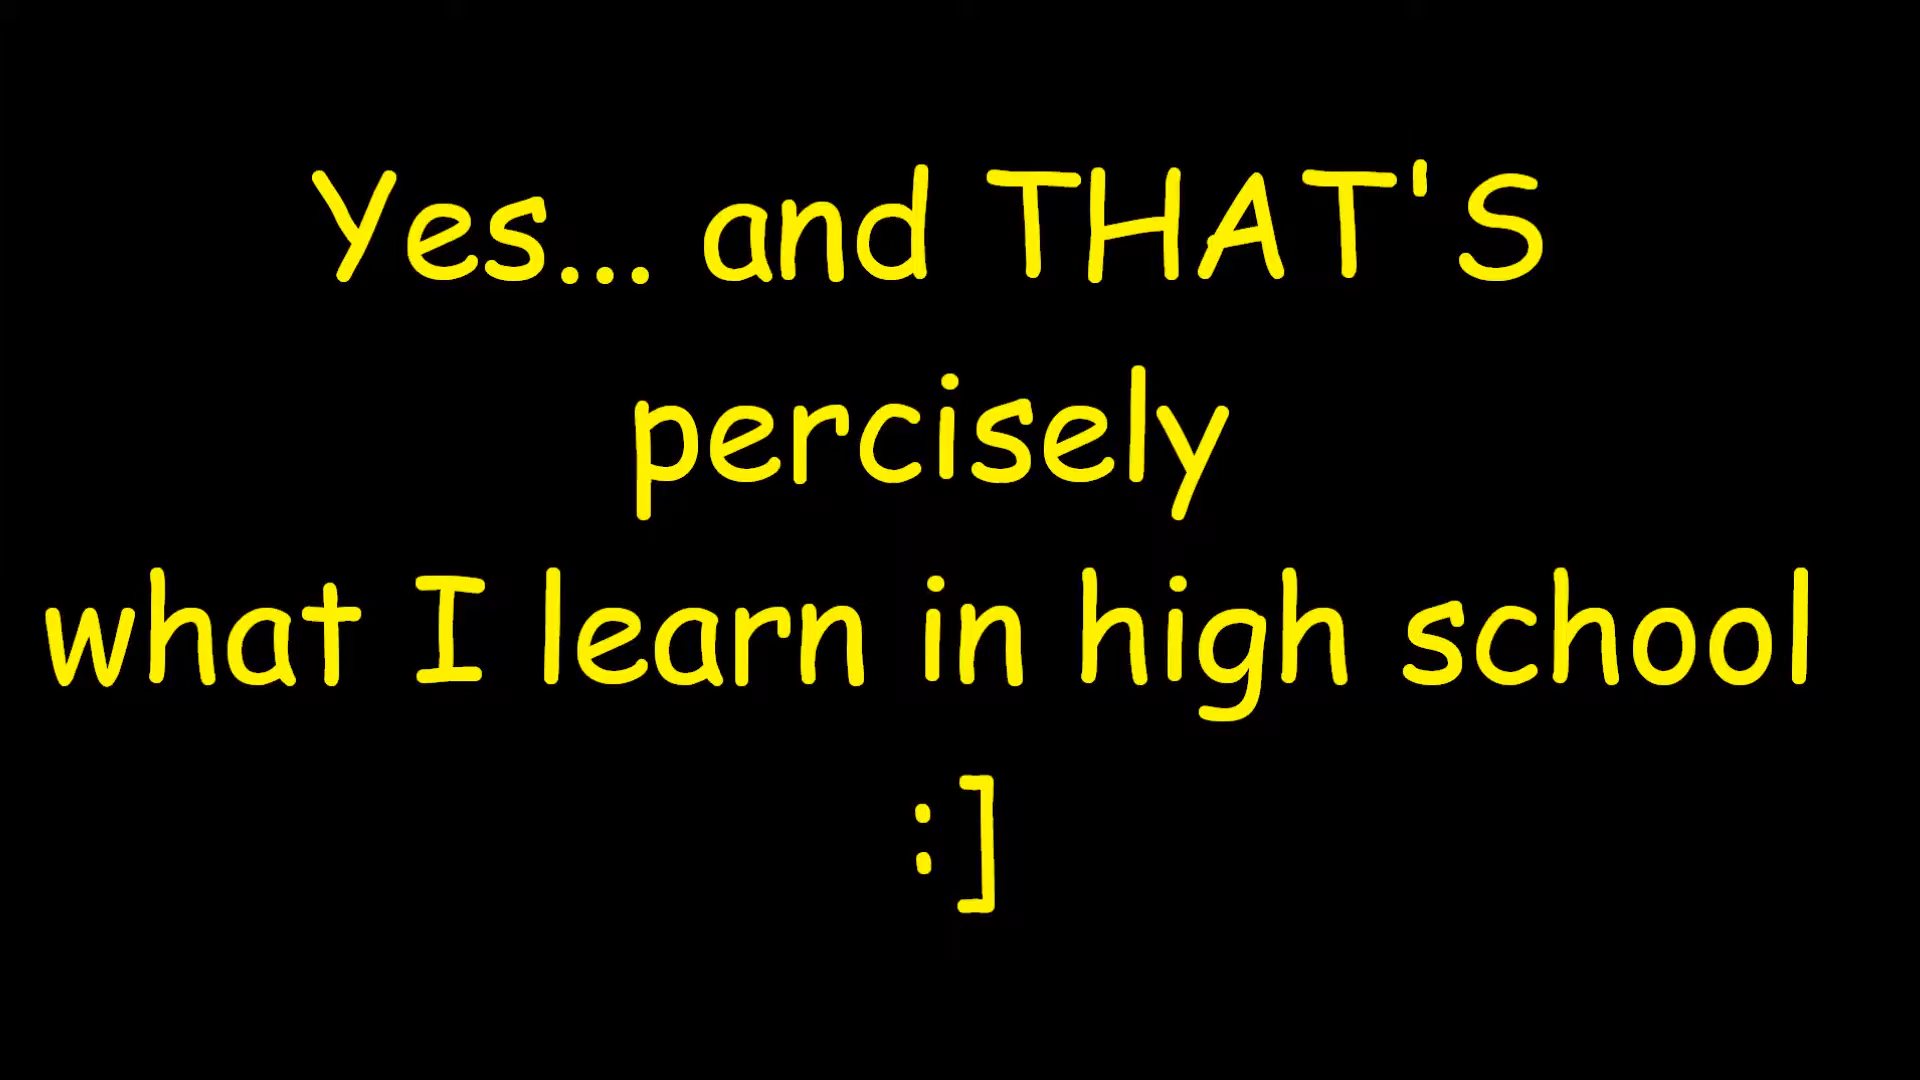 Yes... and THAT'S
percisely
what I learn in high school
:]